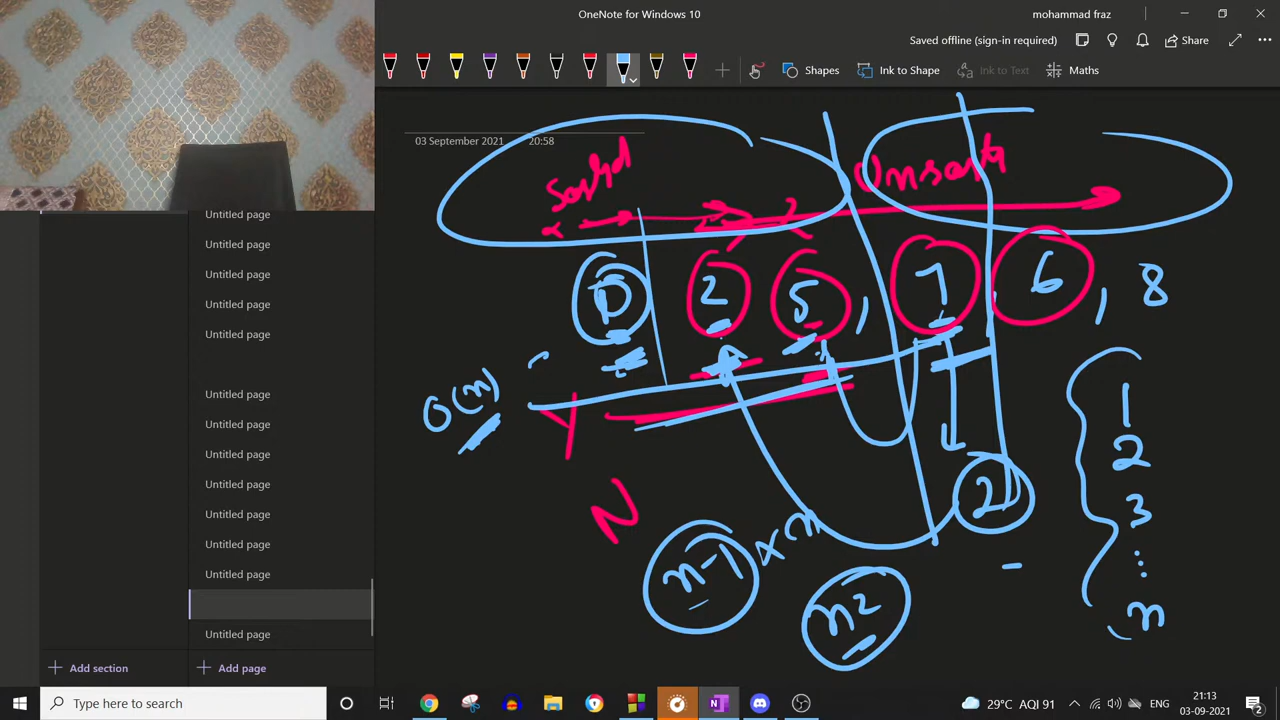 OneNote for Windows 10
mohammad fraz
Saved offline (sign-in required)
Share
Shapes
Ink to Shape
Ink to Text
Maths
03 September 2021 20:58
2 5 , 7 6 , 8
O(n)
Y
N
n-1 × n
n2
2
1
2
3
⋮
n
Untitled page
Untitled page
Untitled page
Untitled page
Untitled page
Untitled page
Untitled page
Untitled page
Untitled page
Untitled page
Untitled page
Untitled page
Untitled page
Add section
Add page
Type here to search
29°C AQI 91
ENG
21:13
03-09-2021
2